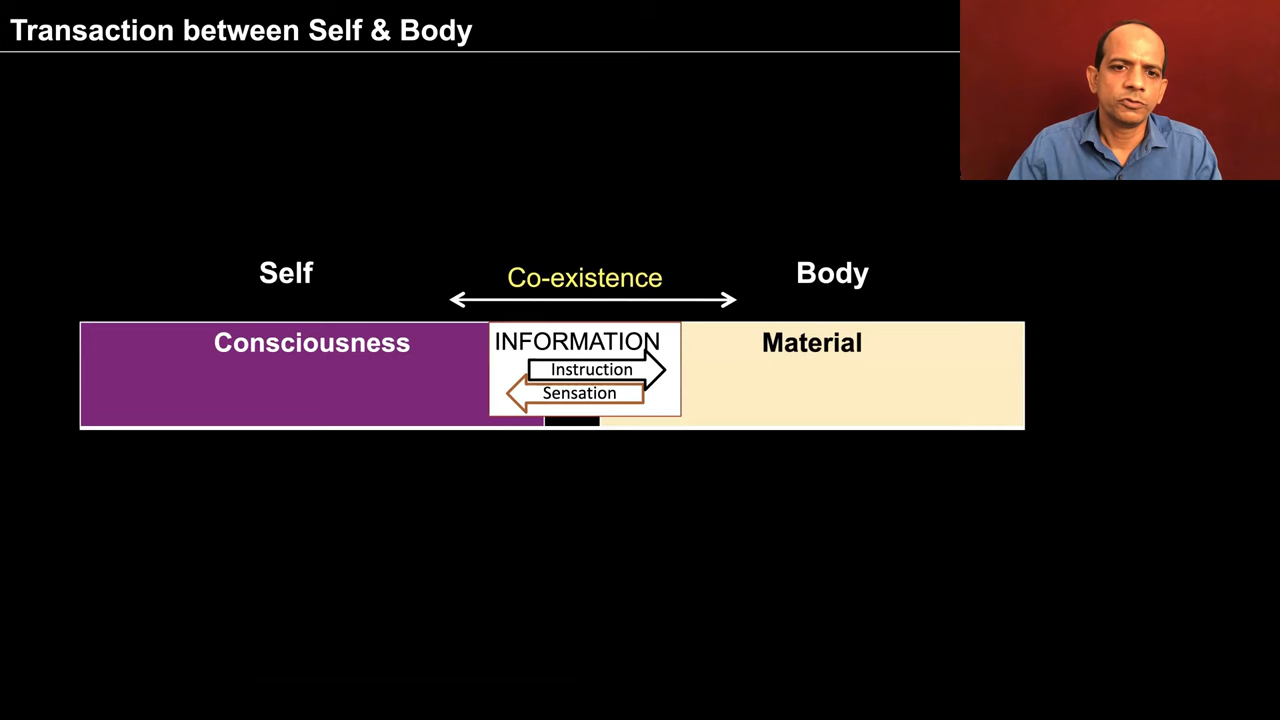 Transaction between Self & Body
Self
Co-existence
Body
Consciousness
INFORMATION
Material
Instruction
Sensation